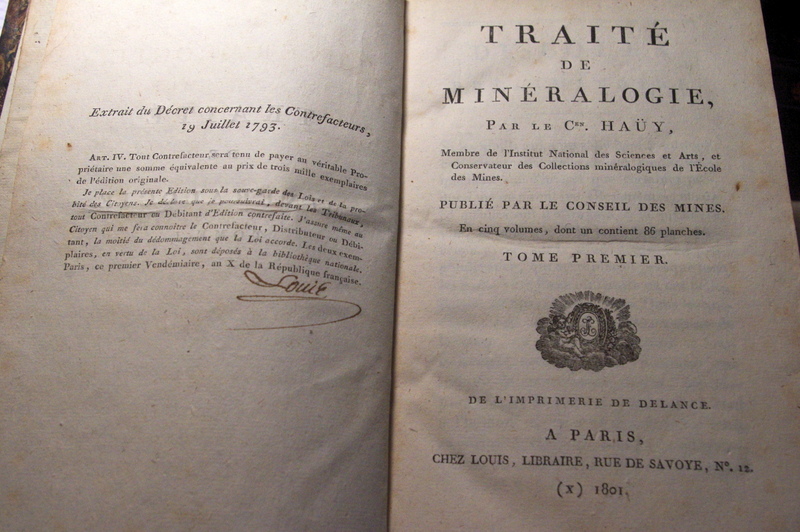 Extrait du Décret concernant les Contrefacteurs,
19 Juillet 1793.
ART. IV. Tout Contrefacteur sera tenu de payer au véritable Pro-
priétaire une somme équivalente au prix de trois mille exemplaires
de l'édition originale.
Je place la présente Edition sous la sauve-garde des Loix et de la pro-
bité des Citoyens. Je déclare que je poursuivrai, devant les Tribunaux,
tout Contrefacteur ou Débitant d'Edition contrefaite. J'assure même au
Citoyen qui me fera connoître le Contrefacteur, Distributeur ou Débi-
tant, la moitié du dédommagement que la Loi accorde. Les deux exem-
plaires, en vertu de la Loi, sont déposés à la bibliothèque nationale.
Paris, ce premier Vendémiaire, an X de la République française.
Louis
TRAITÉ
DE
MINÉRALOGIE,
PAR LE CEN. HAÜY,
Membre de l'Institut National des Sciences et Arts, et
Conservateur des Collections minéralogiques de l'École
des Mines.
PUBLIÉ PAR LE CONSEIL DES MINES.
En cinq volumes, dont un contient 86 planches.
TOME PREMIER.
DE L'IMPRIMERIE DE DELANCE.
A PARIS,
CHEZ LOUIS, LIBRAIRE, RUE DE SAVOYE, Nº. 12.
(X) 1801.